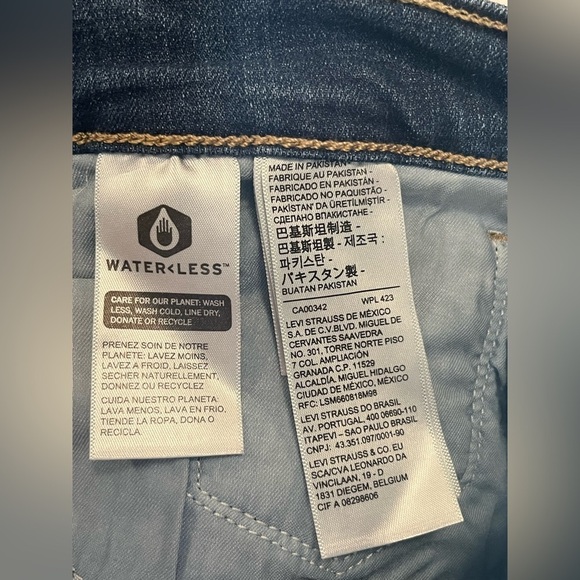 WATER<LESS™
CARE FOR OUR PLANET: WASH
LESS, WASH COLD, LINE DRY,
DONATE OR RECYCLE
PRENEZ SOIN DE NOTRE
PLANETE: LAVEZ MOINS,
LAVEZ A FROID, LAISSEZ
SECHER NATURELLEMENT,
DONNEZ OU RECYCLEZ
CUIDA NUESTRO PLANETA:
LAVA MENOS, LAVA EN FRIO,
TIENDE LA ROPA, DONA O
RECICLA.
MADE IN PAKISTAN -
FABRIQUE AU PAKISTAN -
FABRICADO EN PAKISTÁN -
FABRICADO NO PAQUISTÃO -
PAKİSTAN' DA ÜRETİLMİŞTİR -
СДЕЛАНО ВПАКИСТАНЕ -
巴基斯坦制造 -
巴基斯坦製 - 제조국 :
파키스탄 -
パキスタン製 -
BUATAN PAKISTAN
CA00342 WPL 423
LEVI STRAUSS DE MÉXICO
S.A. DE C.V.BLVD. MIGUEL DE
CERVANTES SAAVEDRA
NO. 301, TORRE NORTE PISO
7 COL. AMPLIACIÓN
GRANADA C.P. 11529
ALCALDÍA. MIGUEL HIDALGO
CIUDAD DE MÉXICO, MÉXICO
RFC: LSM660818M98
LEVI STRAUSS DO BRASIL
AV. PORTUGAL,400 06690-110
ITAPEVI - SAO PAULO BRASIL
CNPJ: 43.351.097/0001-90
LEVI STRAUSS & CO. EU
SCA/CVA LEONARDO DA
VINCILAAN, 19 - D
1831 DIEGEM, BELGIUM
CIF A 08298606